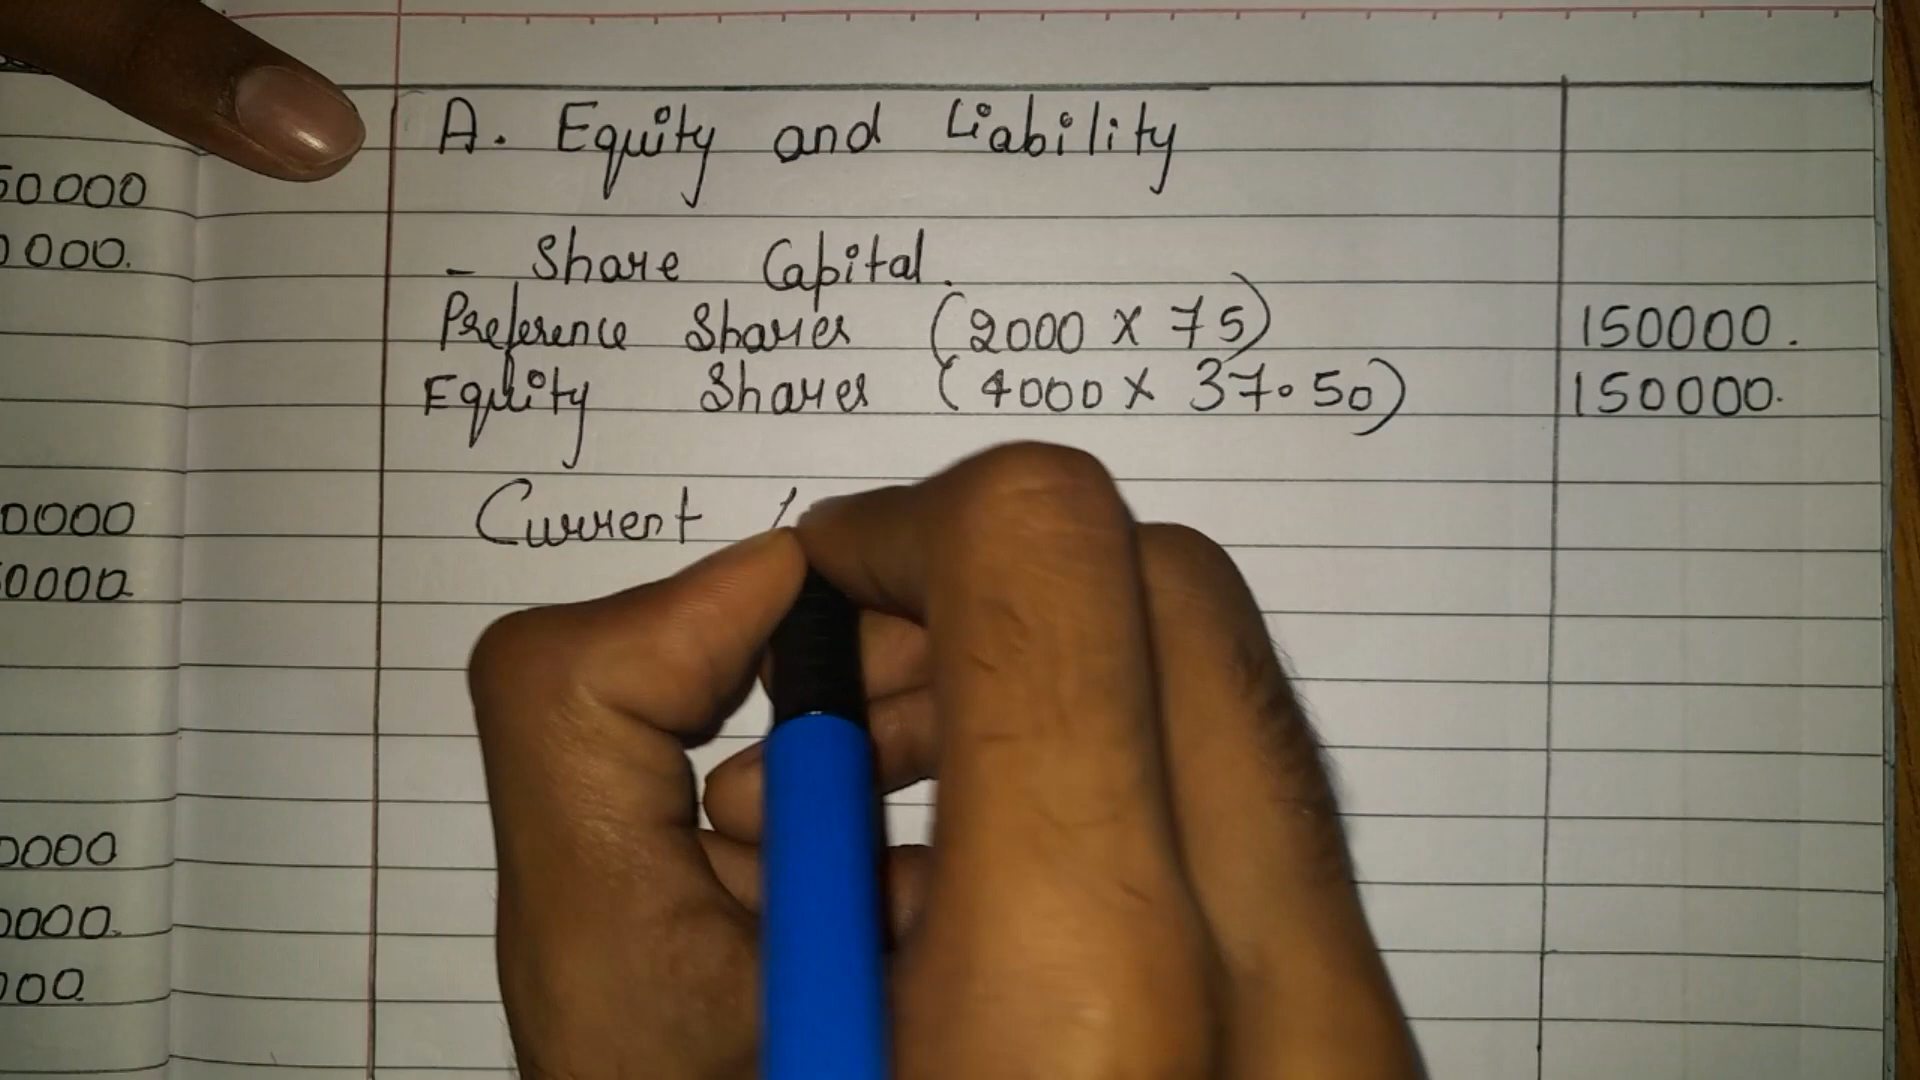 A. Equity and Liability
- Share Capital.
Preference Shares (2000 x 75) 150000.
Equity Shares (4000 x 37.50) 150000.
Current
50000
0000.
0000
0000
0000
0000.
000